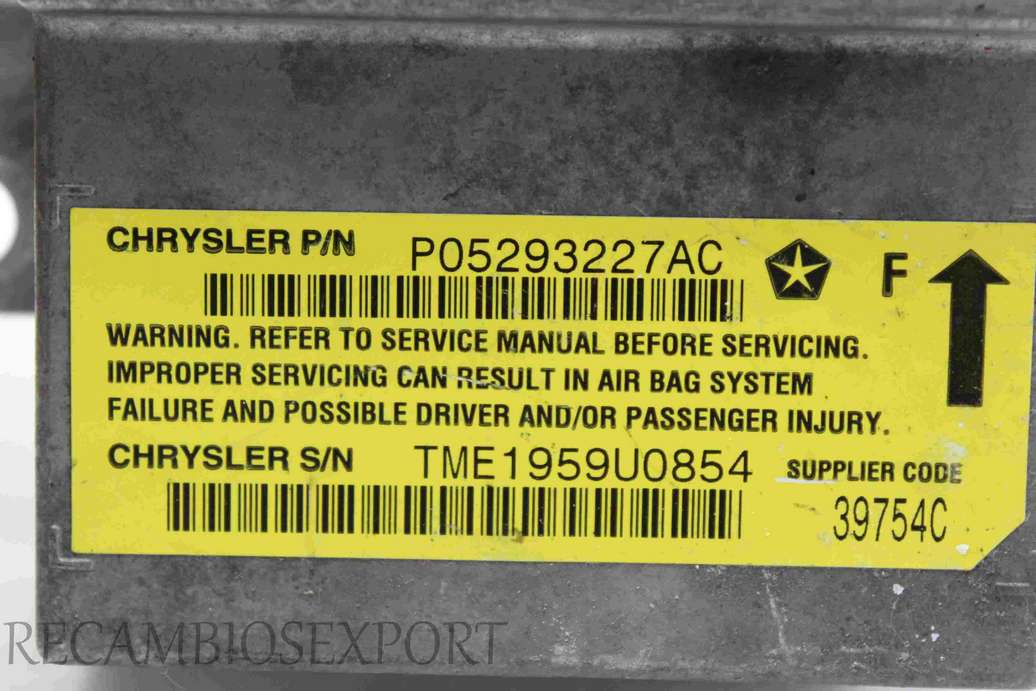 CHRYSLER P/N P05293227AC F
WARNING. REFER TO SERVICE MANUAL BEFORE SERVICING.
IMPROPER SERVICING CAN RESULT IN AIR BAG SYSTEM
FAILURE AND POSSIBLE DRIVER AND/OR PASSENGER INJURY.
CHRYSLER S/N TME1959U0854 SUPPLIER CODE
39754C
RECAMBIOSEXPORT